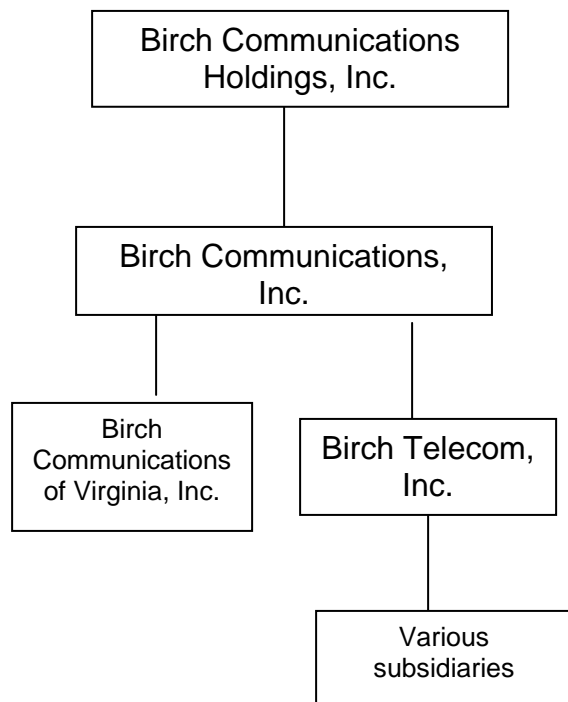 Birch Communications
Holdings, Inc.
Birch Communications,
Inc.
Birch
Communications
of Virginia, Inc.
Birch Telecom,
Inc.
Various
subsidiaries